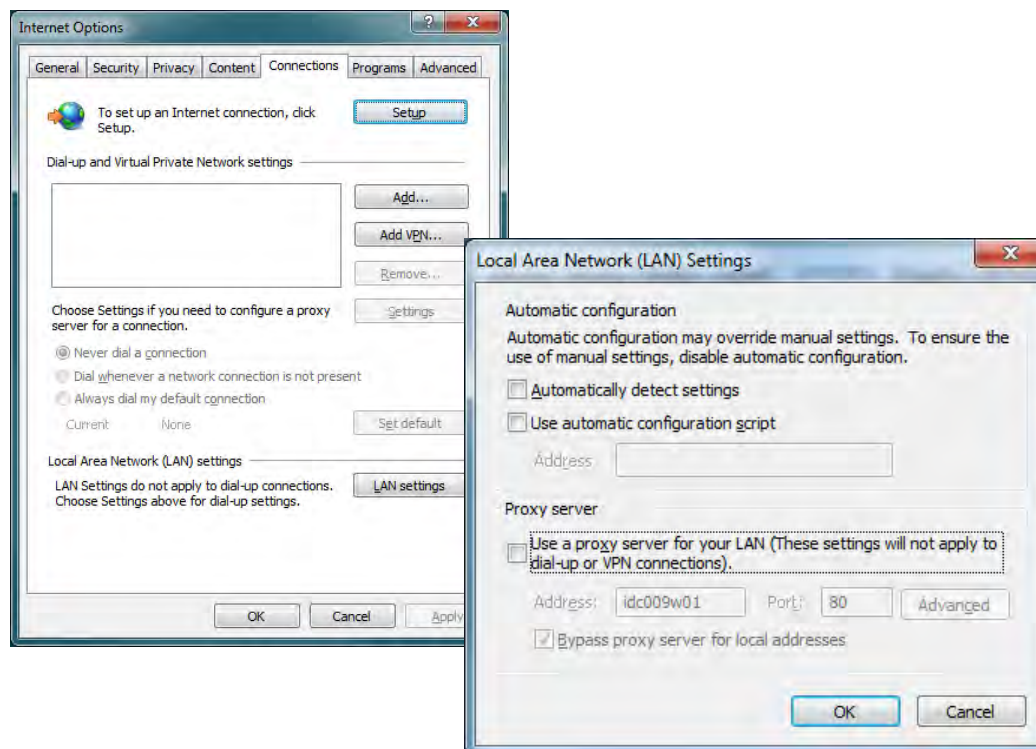 Internet Options
General Security Privacy Content Connections Programs Advanced
To set up an Internet connection, click
Setup.
Setup
Dial-up and Virtual Private Network settings
Add...
Add VPN...
Remove...
Choose Settings if you need to configure a proxy
server for a connection.
Settings
Never dial a connection
Dial whenever a network connection is not present
Always dial my default connection
Current None
Set default
Local Area Network (LAN) settings
LAN Settings do not apply to dial-up connections.
Choose Settings above for dial-up settings.
LAN settings
OK Cancel Apply
Local Area Network (LAN) Settings
Automatic configuration
Automatic configuration may override manual settings. To ensure the
use of manual settings, disable automatic configuration.
Automatically detect settings
Use automatic configuration script
Address
Proxy server
Use a proxy server for your LAN (These settings will not apply to
dial-up or VPN connections).
Address: idc009w01 Port: 80 Advanced
Bypass proxy server for local addresses
OK Cancel